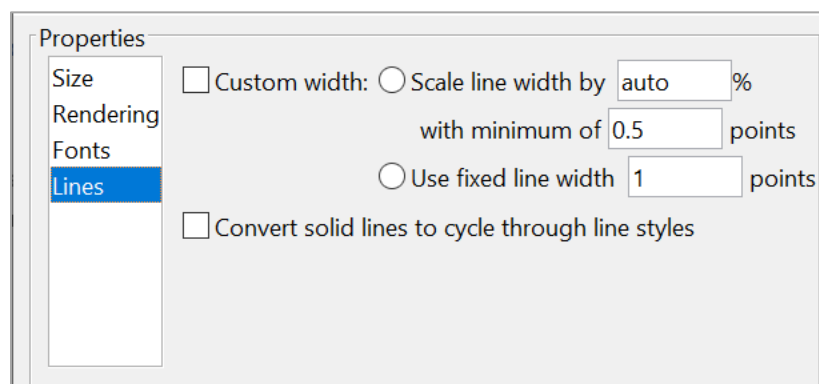 Properties
Size
Rendering
Fonts
Lines
Custom width: Scale line width by auto %
with minimum of 0.5 points
Use fixed line width 1 points
Convert solid lines to cycle through line styles